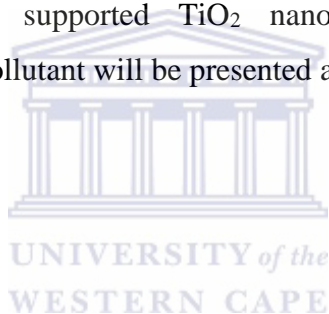 supported TiO₂ nano
ollutant will be presented a
UNIVERSITY of the
WESTERN CAPE